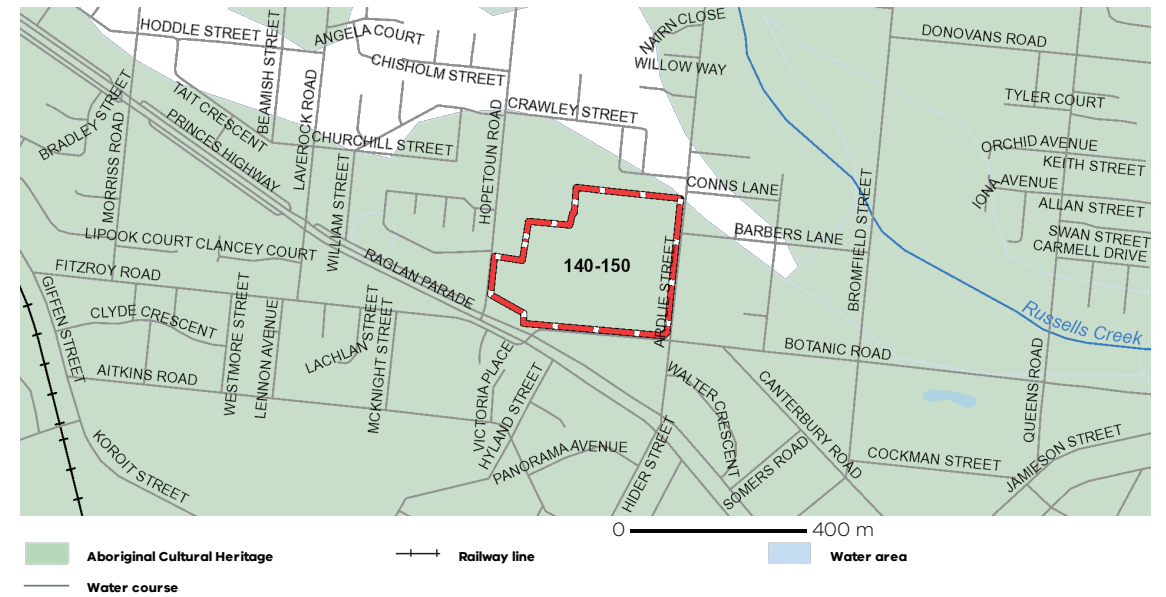 HODDLE STREET
BEAMISH STREET
ANGELA COURT
CHISHOLM STREET
NAIRN CLOSE
WILLOW WAY
DONOVANS ROAD
BRADLEY STREET
TAIT CRESCENT
PRINCES HIGHWAY
MORRISS ROAD
LAVEROCK ROAD
CHURCHILL STREET
HOPETOUN ROAD
CRAWLEY STREET
TYLER COURT
ORCHID AVENUE
KEITH STREET
IONA AVENUE
ALLAN STREET
SWAN STREET
CARMELL DRIVE
CONNS LANE
BARBERS LANE
BROMFIELD STREET
WILLIAM STREET
LIPOOK COURT
CLANCEY COURT
FITZROY ROAD
RAGLAN PARADE
140-150
ARDLIE STREET
Russells Creek
GIFFEN STREET
CLYDE CRESCENT
WESTMORE STREET
LENNON AVENUE
LACHLAN STREET
MCKNIGHT STREET
AITKINS ROAD
VICTORIA PLACE
HYLAND STREET
BOTANIC ROAD
WALTER CRESCENT
CANTERBURY ROAD
QUEENS ROAD
KOROIT STREET
PANORAMA AVENUE
HIDER STREET
SOMERS ROAD
COCKMAN STREET
JAMIESON STREET
0 400 m
Aboriginal Cultural Heritage
Railway line
Water area
Water course